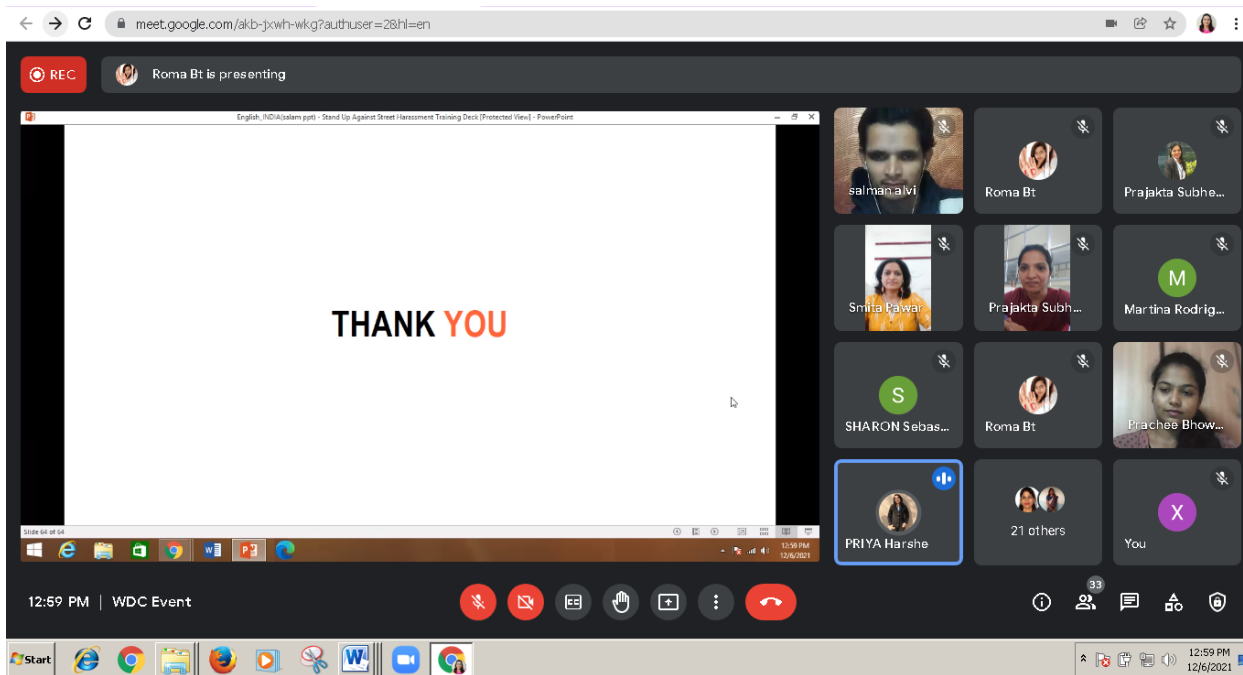 meet.google.com/akb-jxwh-wkg?authuser=2&hl=en
REC
Roma Bt is presenting
English_INDIA(salam ppt) - Stand Up Against Street Harassment Training Deck [Protected View] - PowerPoint
THANK YOU
Slide 64 of 64
12:59 PM
12/6/2021
salman alvi
Roma Bt
Prajakta Subhe...
Smita Pawar
Prajakta Subh...
M
Martina Rodrig...
S
SHARON Sebas...
Roma Bt
Prachee Bhow...
PRIYA Harshe
21 others
X
You
12:59 PM | WDC Event
33
Start
12:59 PM
12/6/2021